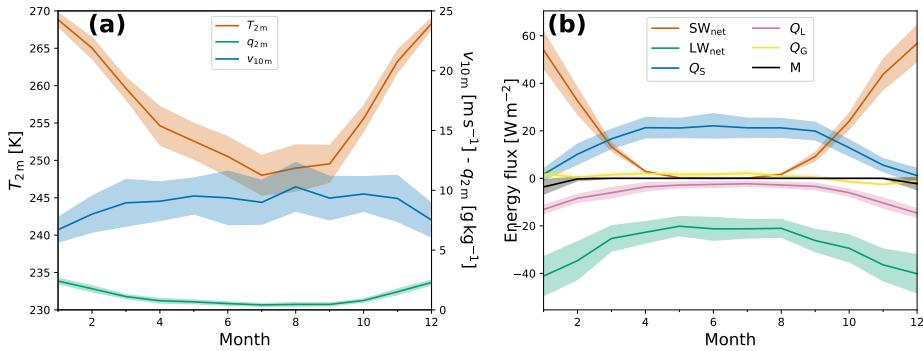 (a)
T2 m
q2 m
v10 m
270
265
260
255
250
245
240
235
230
25
20
15
10
5
0
2 4 6 8 10 12
Month
T2 m [K]
v10 m [m s−1] - q2 m [g kg−1]
(b)
SWnet
LWnet
QS
QL
QG
M
60
40
20
0
−20
−40
2 4 6 8 10 12
Month
Energy flux [W m−2]